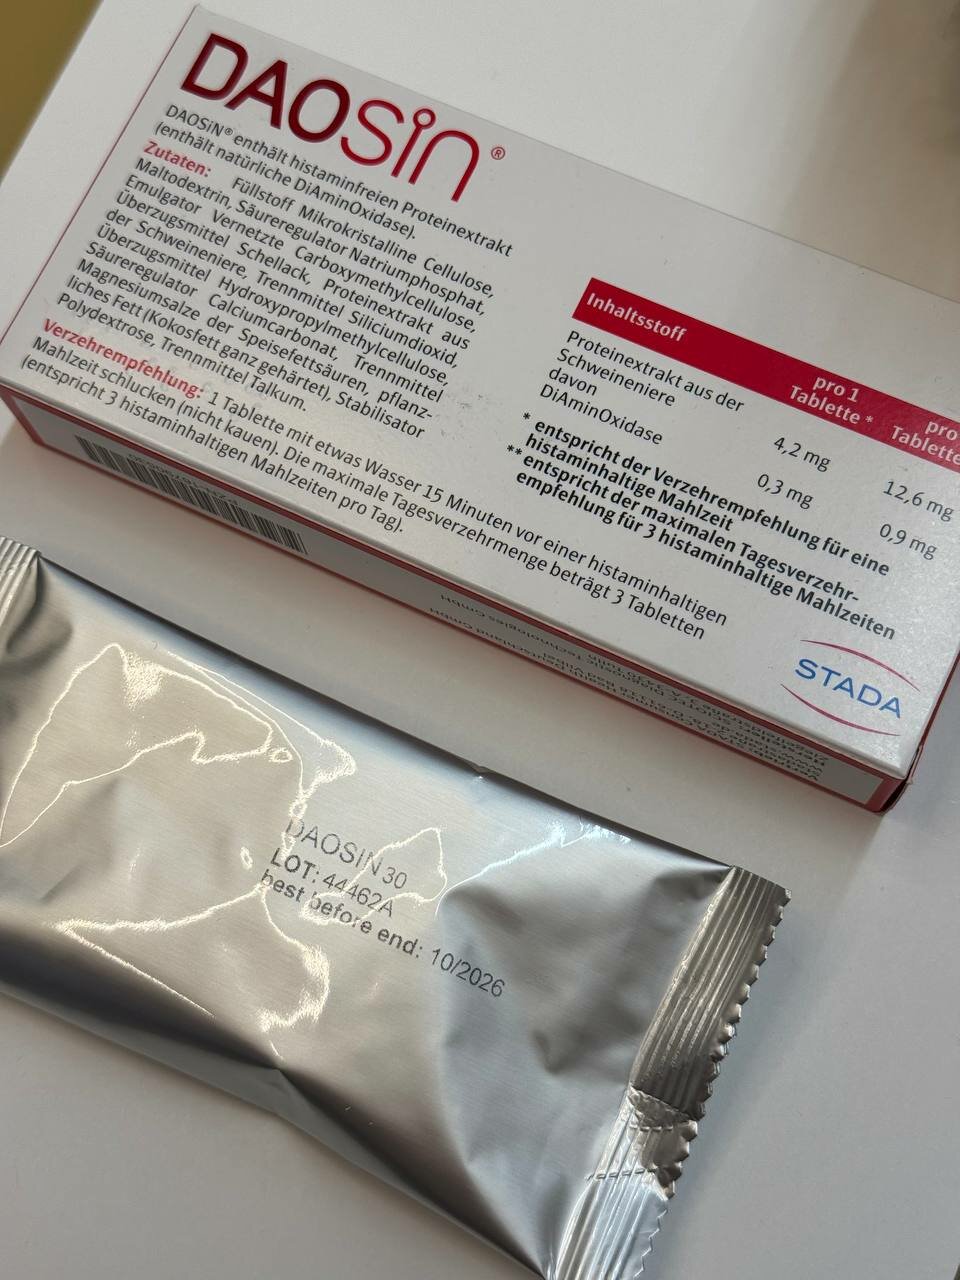 DAOSiN®
DAOSiN® enthält histaminfreien Proteinextrakt
(enthält natürliche DiAminOxidase).
Zutaten: Füllstoff Mikrokristalline Cellulose,
Maltodextrin, Säureregulator Natriumphosphat,
Emulgator Vernetzte Carboxymethylcellulose,
Überzugsmittel Schellack, Proteinextrakt aus
der Schweineniere, Trennmittel Siliciumdioxid,
Überzugsmittel Hydroxypropylmethylcellulose,
Säureregulator Calciumcarbonat, Trennmittel
Magnesiumsalze der Speisefettsäuren, pflanz-
liches Fett (Kokosfett ganz gehärtet), Stabilisator
Polydextrose, Trennmittel Talkum.
Verzehrempfehlung: 1 Tablette mit etwas Wasser 15 Minuten vor einer histaminhaltigen
Mahlzeit schlucken (nicht kauen). Die maximale Tagesverzehrmenge beträgt 3 Tabletten
(entspricht 3 histaminhaltigen Mahlzeiten pro Tag).
Inhaltsstoff pro 1 Tablette * pro Tablette
Proteinextrakt aus der
Schweineniere 4,2 mg 12,6 mg
davon
DiAminOxidase 0,3 mg 0,9 mg
* entspricht der Verzehrempfehlung für eine
histaminhaltige Mahlzeit
** entspricht der maximalen Tagesverzehr-
empfehlung für 3 histaminhaltige Mahlzeiten
STADA
DAOSIN 30
LOT: 44462A
best before end: 10/2026